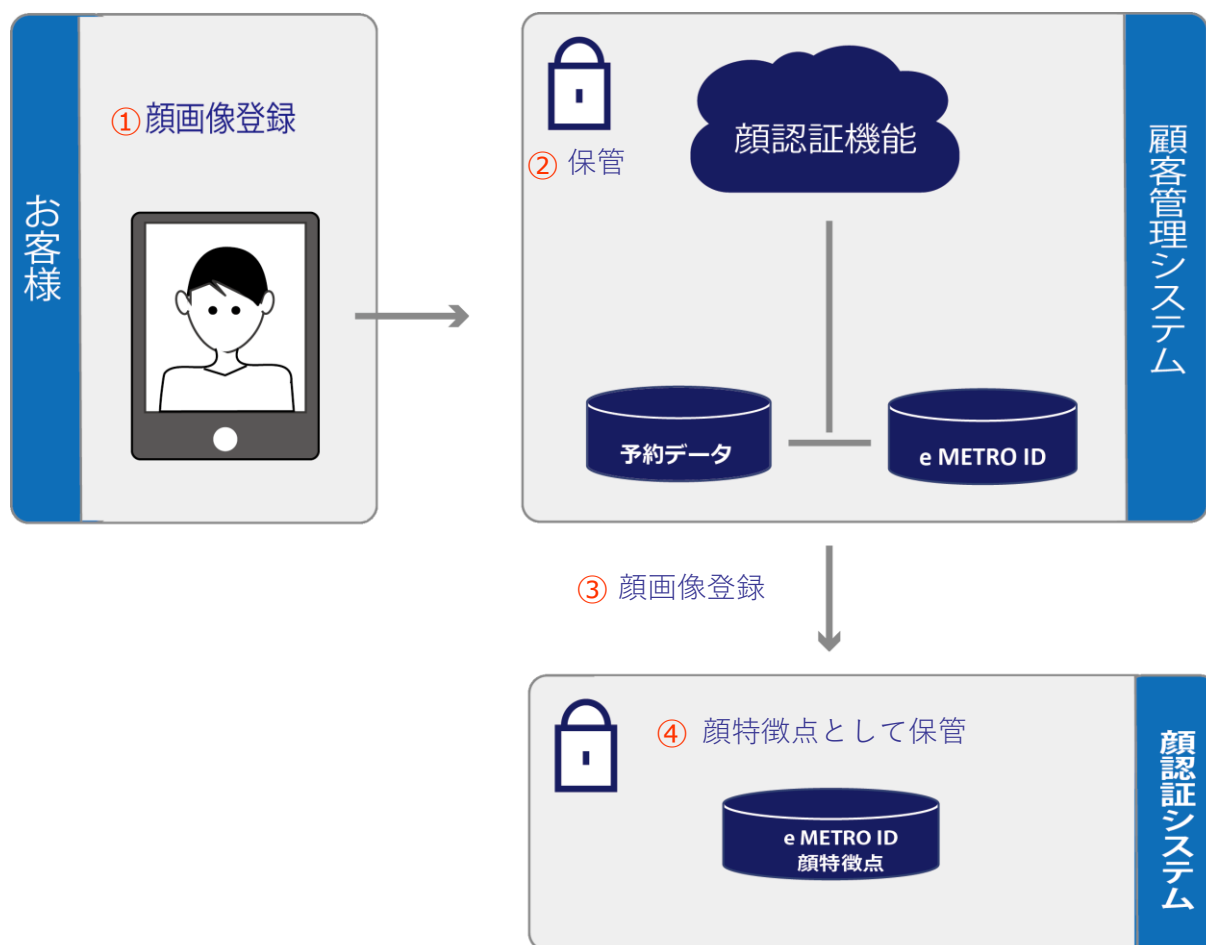 お客様
①顔画像登録
② 保管
顔認証機能
予約データ
e METRO ID
顧客管理システム
③ 顔画像登録
④ 顔特徴点として保管
e METRO ID
顔特徴点
顔認証システム